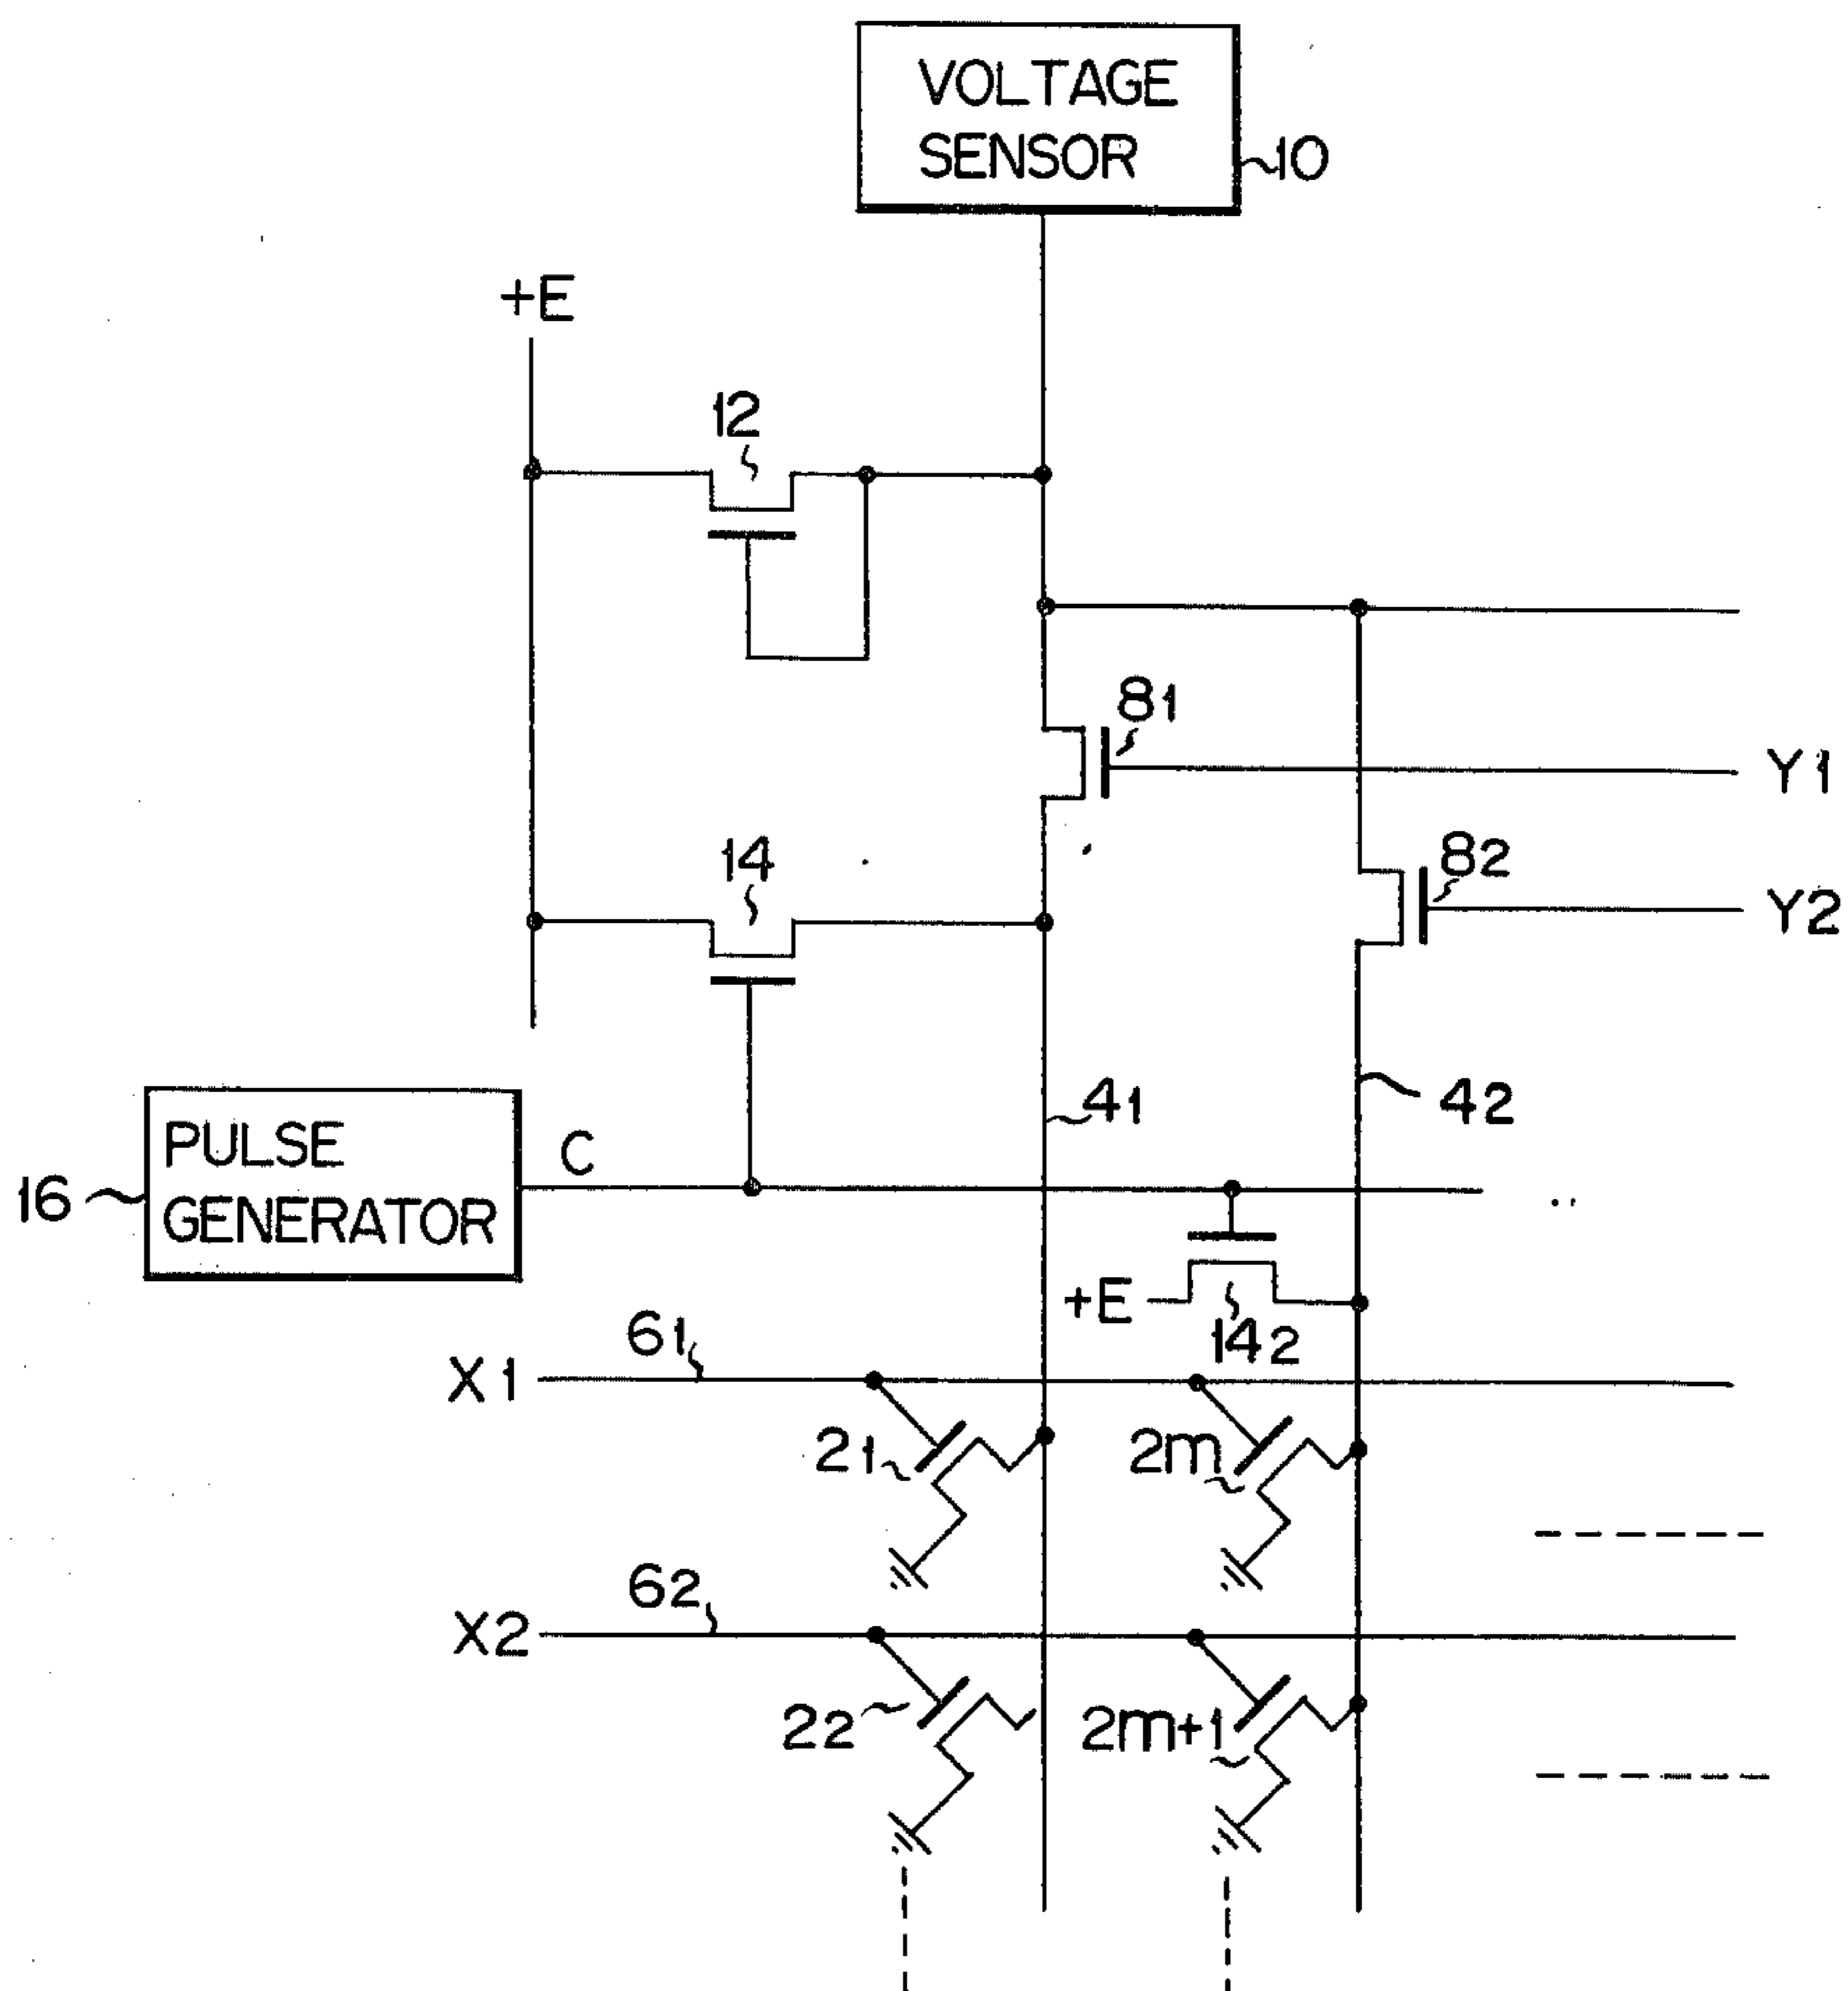 VOLTAGE
SENSOR
10
+E
12
81
Y1
14
82
Y2
41
42
PULSE
GENERATOR
16
C
+E
142
61
X1
21
2m
62
X2
22
2m+1